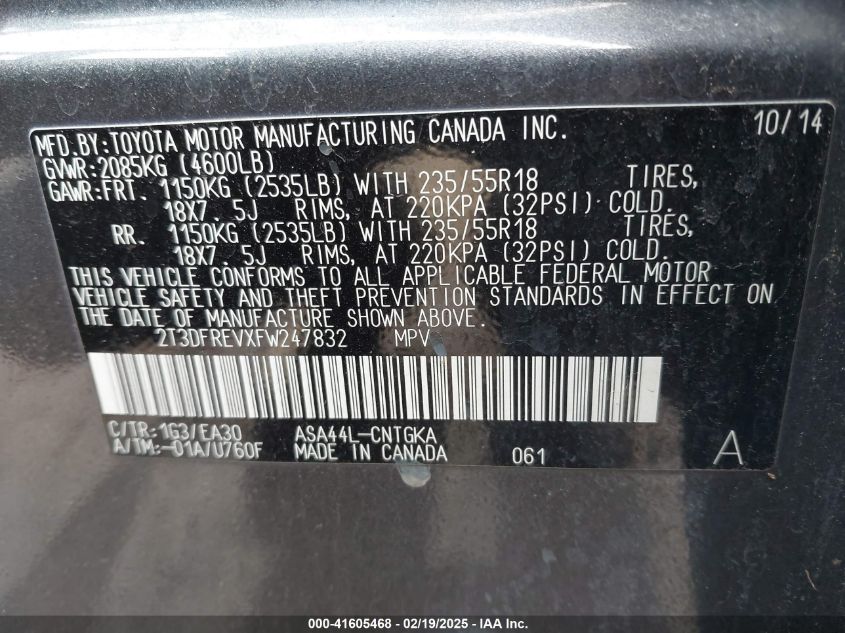 MFD.BY:TOYOTA MOTOR MANUFACTURING CANADA INC. 10/14
GVWR:2085KG (4600LB)
GAWR:FRT. 1150KG (2535LB) WITH 235/55R18 TIRES,
18X7. 5J RIMS, AT 220KPA (32PSI) COLD.
RR. 1150KG (2535LB) WITH 235/55R18 TIRES,
18X7. 5J RIMS, AT 220KPA (32PSI) COLD.
THIS VEHICLE CONFORMS TO ALL APPLICABLE FEDERAL MOTOR
VEHICLE SAFETY AND THEFT PREVENTION STANDARDS IN EFFECT ON
THE DATE OF MANUFACTURE SHOWN ABOVE.
2T3DFREVXFW247832 MPV
C/TR:1G3/EA30 ASA44L-CNTGKA
A/TM:-01A/U760F MADE IN CANADA 061 A
000-41605468 - 02/19/2025 - IAA Inc.